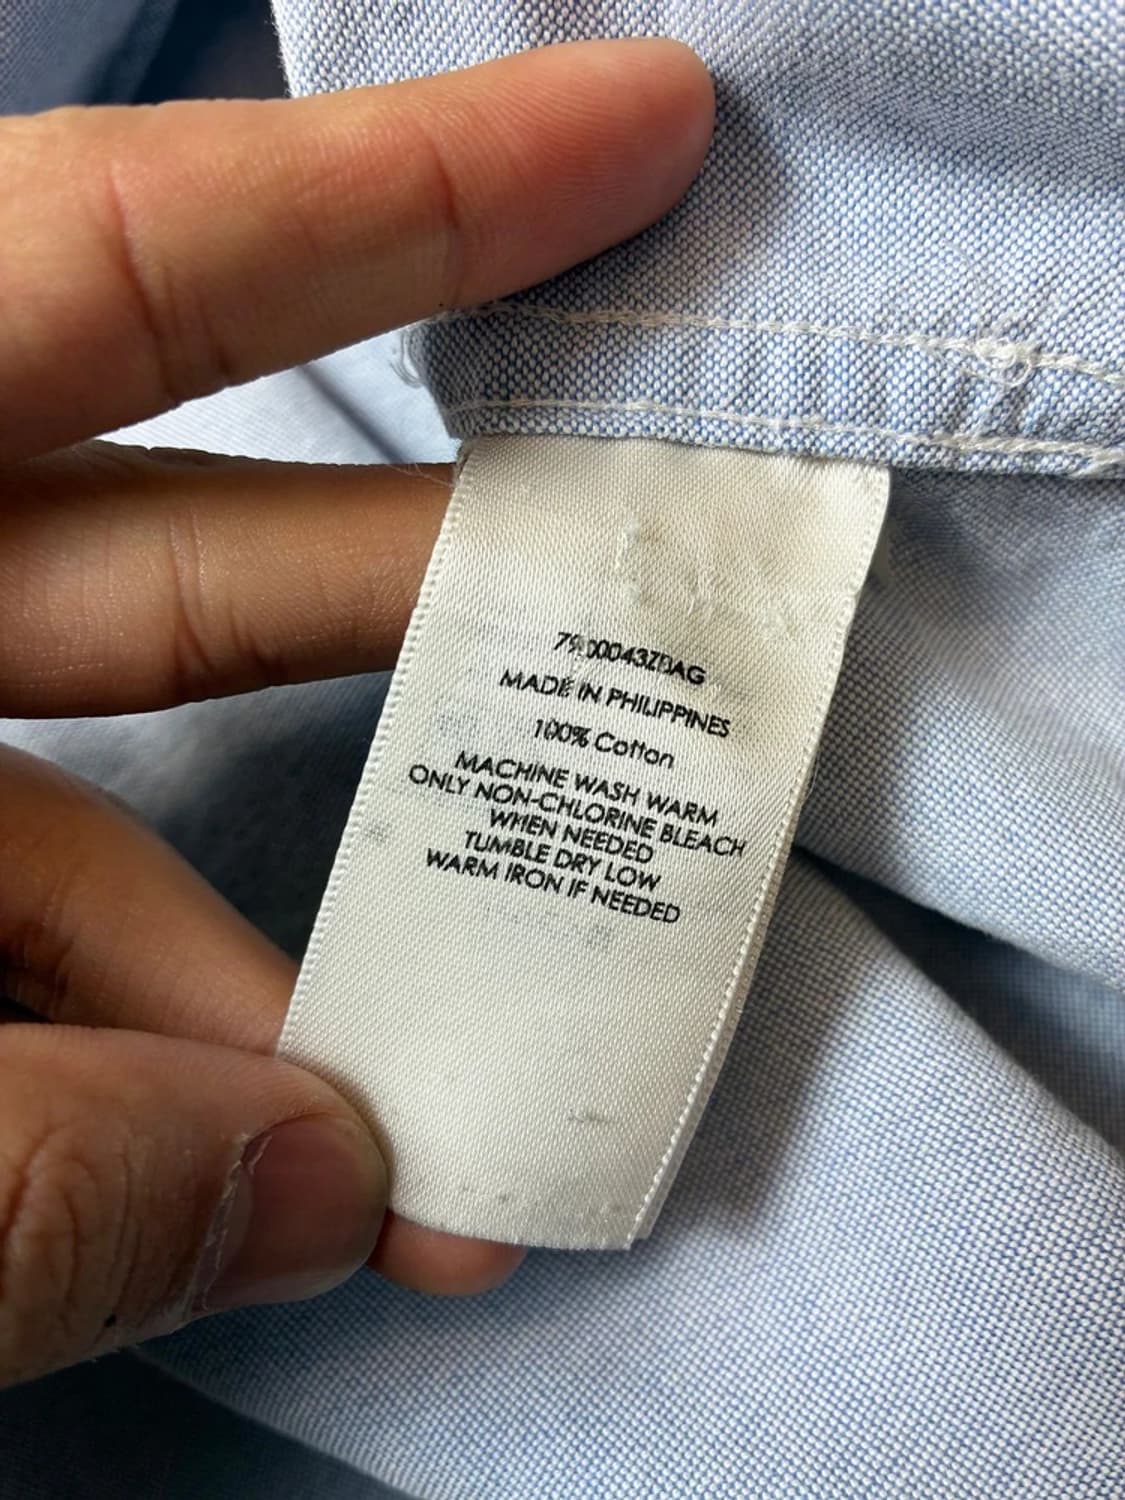 MADE IN PHILIPPINES
100% Cotton
MACHINE WASH WARM
ONLY NON-CHLORINE BLEACH
WHEN NEEDED
TUMBLE DRY LOW
WARM IRON IF NEEDED